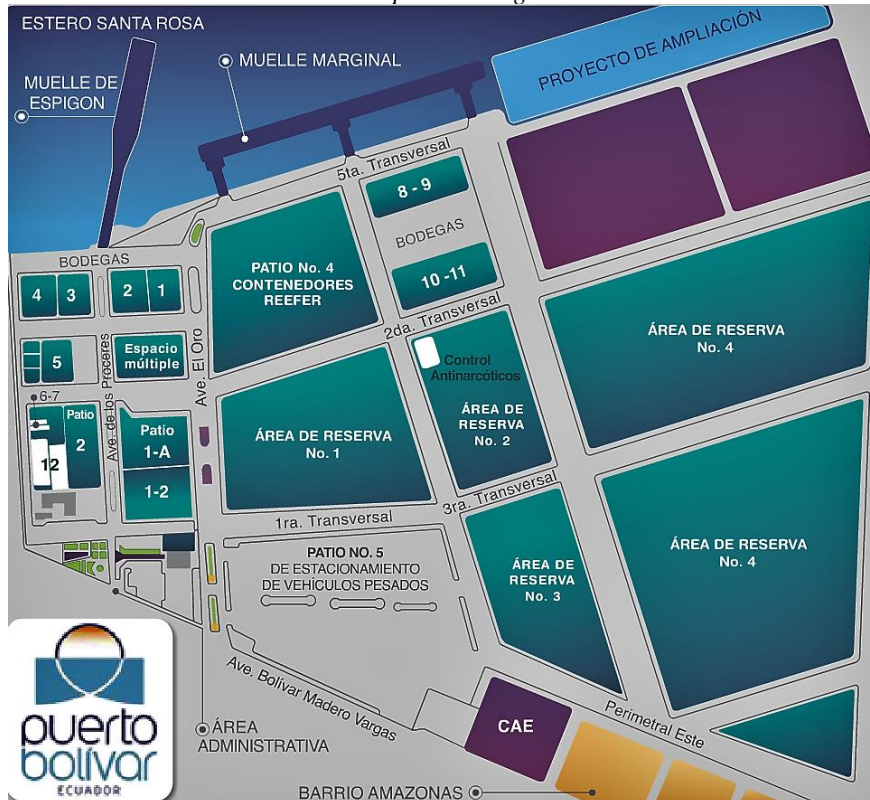 ESTERO SANTA ROSA
MUELLE DE
ESPIGON
MUELLE MARGINAL
PROYECTO DE AMPLIACIÓN
5ta. Transversal
8 - 9
BODEGAS
10 -11
BODEGAS
4
3
2
1
PATIO No. 4
CONTENEDORES
REEFER
2da. Transversal
ÁREA DE RESERVA
No. 4
5
Espacio
múltiple
Ave. de los Proceres
Ave. El Oro
Control
Antinarcóticos
6-7
Patio
2
12
Patio
1-A
1-2
ÁREA DE RESERVA
No. 1
ÁREA DE
RESERVA
No. 2
1ra. Transversal
3ra. Transversal
PATIO NO. 5
DE ESTACIONAMIENTO
DE VEHÍCULOS PESADOS
ÁREA DE
RESERVA
No. 3
ÁREA DE RESERVA
No. 4
Ave. Bolívar Madero Vargas
Perimetral Este
CAE
ÁREA
ADMINISTRATIVA
BARRIO AMAZONAS
puerto
bolívar
ECUADOR